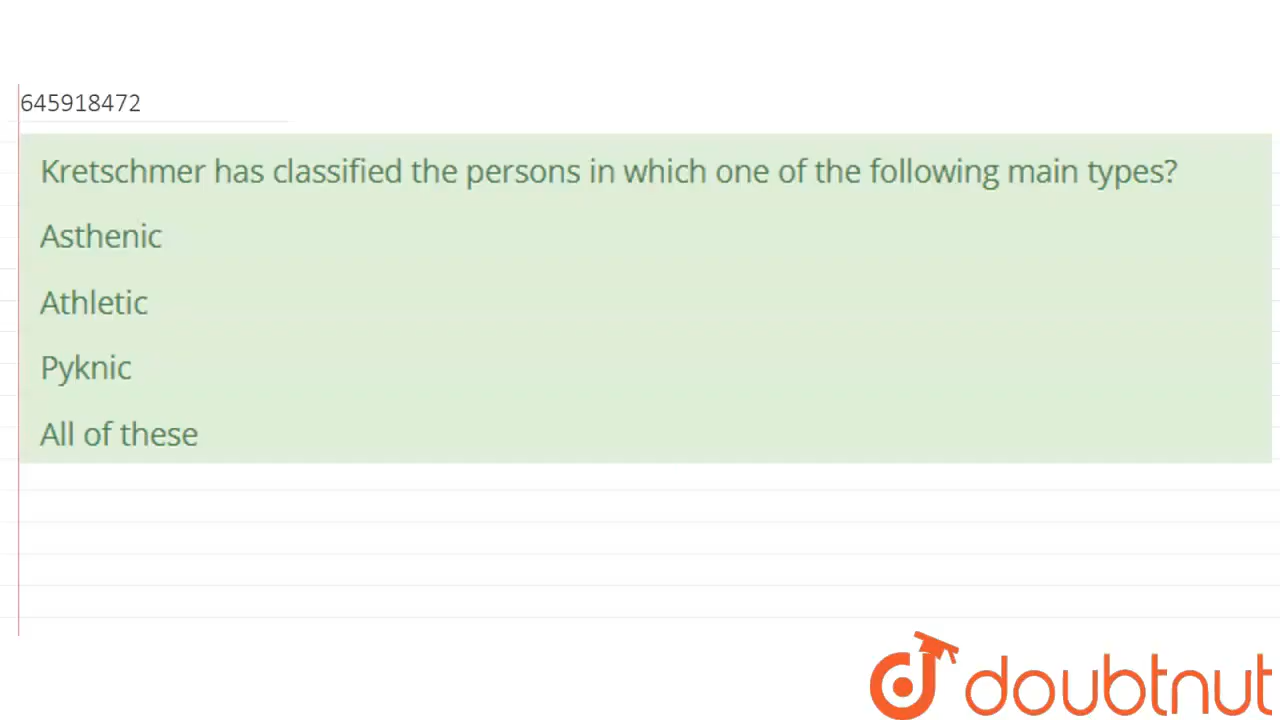 645918472
Kretschmer has classified the persons in which one of the following main types?
Asthenic
Athletic
Pyknic
All of these
doubtnut